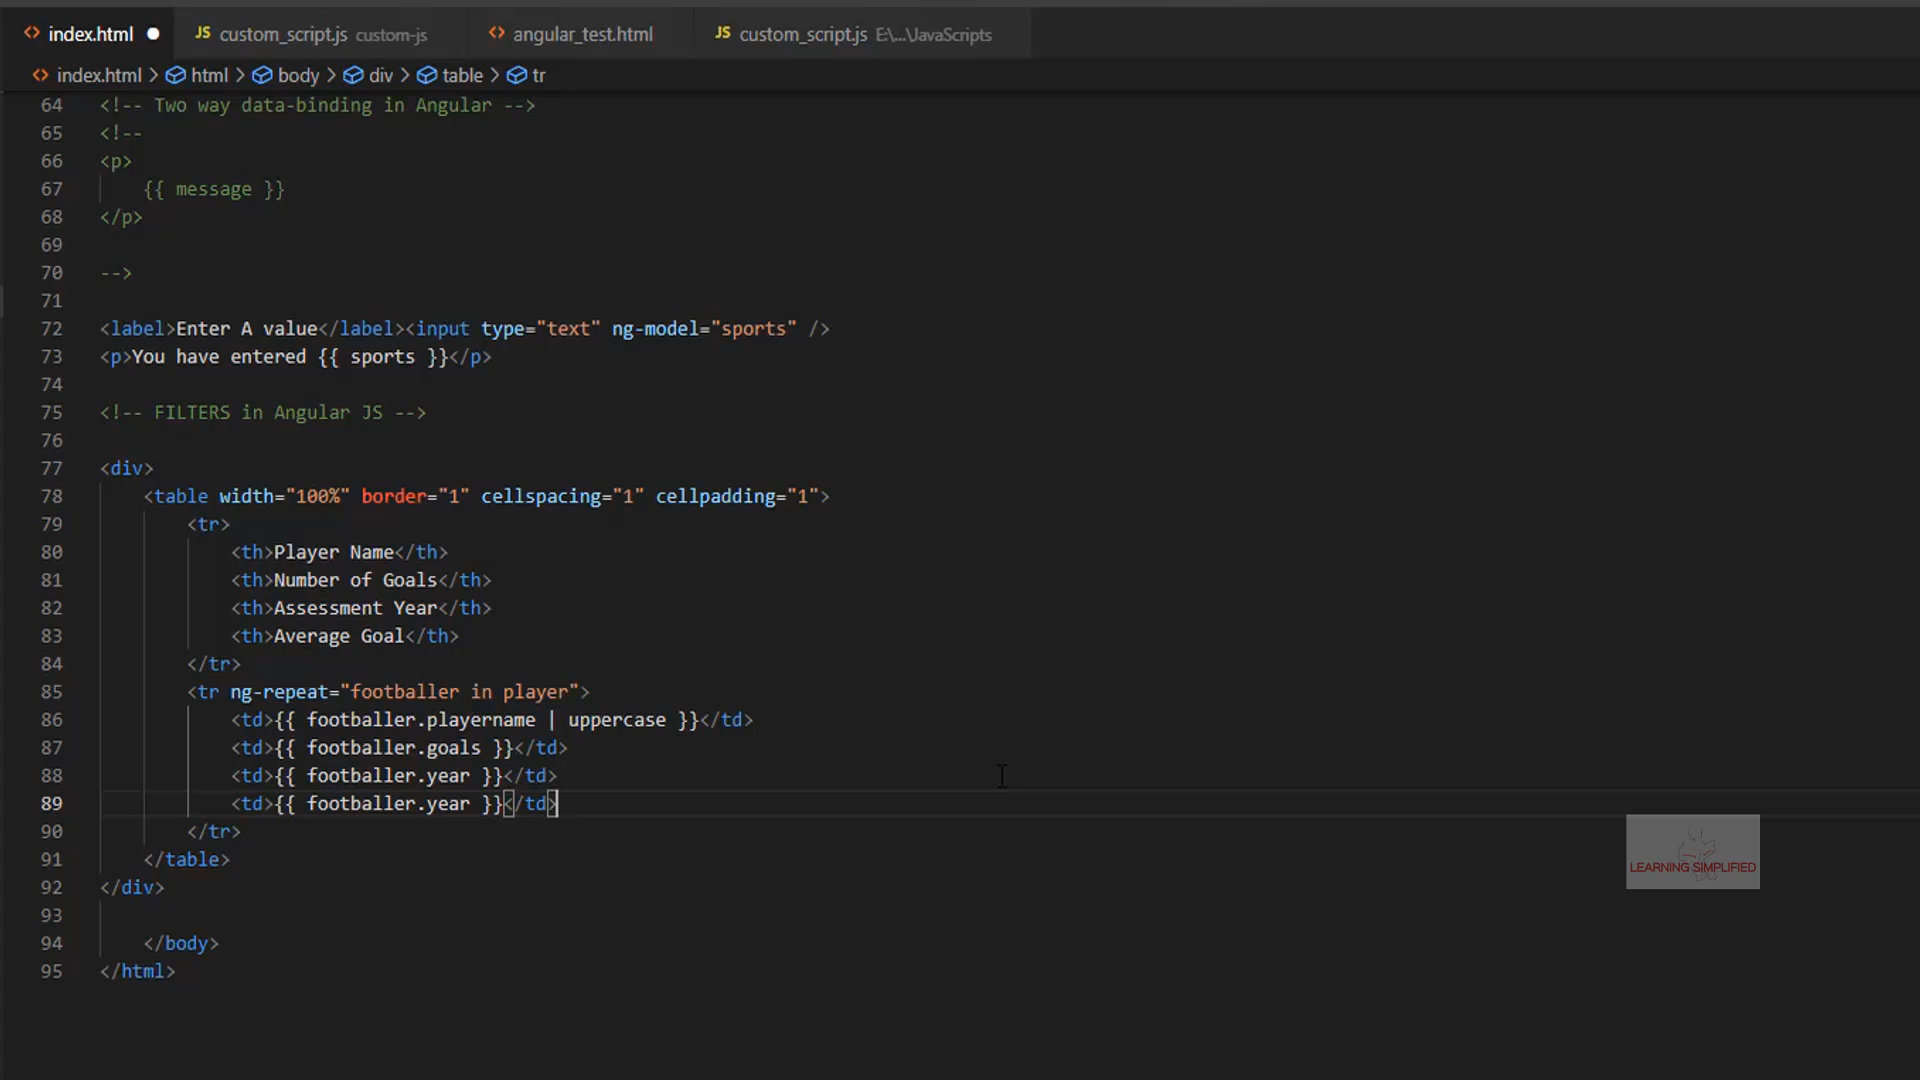 index.html
custom_script.js custom-js
angular_test.html
custom_script.js E:\...\JavaScripts
index.html > html > body > div > table > tr
64 <!-- Two way data-binding in Angular -->
65 <!--
66 <p>
67 {{ message }}
68 </p>
69
70 -->
71
72 <label>Enter A value</label><input type="text" ng-model="sports" />
73 <p>You have entered {{ sports }}</p>
74
75 <!-- FILTERS in Angular JS -->
76
77 <div>
78 <table width="100%" border="1" cellspacing="1" cellpadding="1">
79 <tr>
80 <th>Player Name</th>
81 <th>Number of Goals</th>
82 <th>Assessment Year</th>
83 <th>Average Goal</th>
84 </tr>
85 <tr ng-repeat="footballer in player">
86 <td>{{ footballer.playername | uppercase }}</td>
87 <td>{{ footballer.goals }}</td>
88 <td>{{ footballer.year }}</td>
89 <td>{{ footballer.year }}</td>
90 </tr>
91 </table>
92 </div>
93
94 </body>
95 </html>
LEARNING SIMPLIFIED